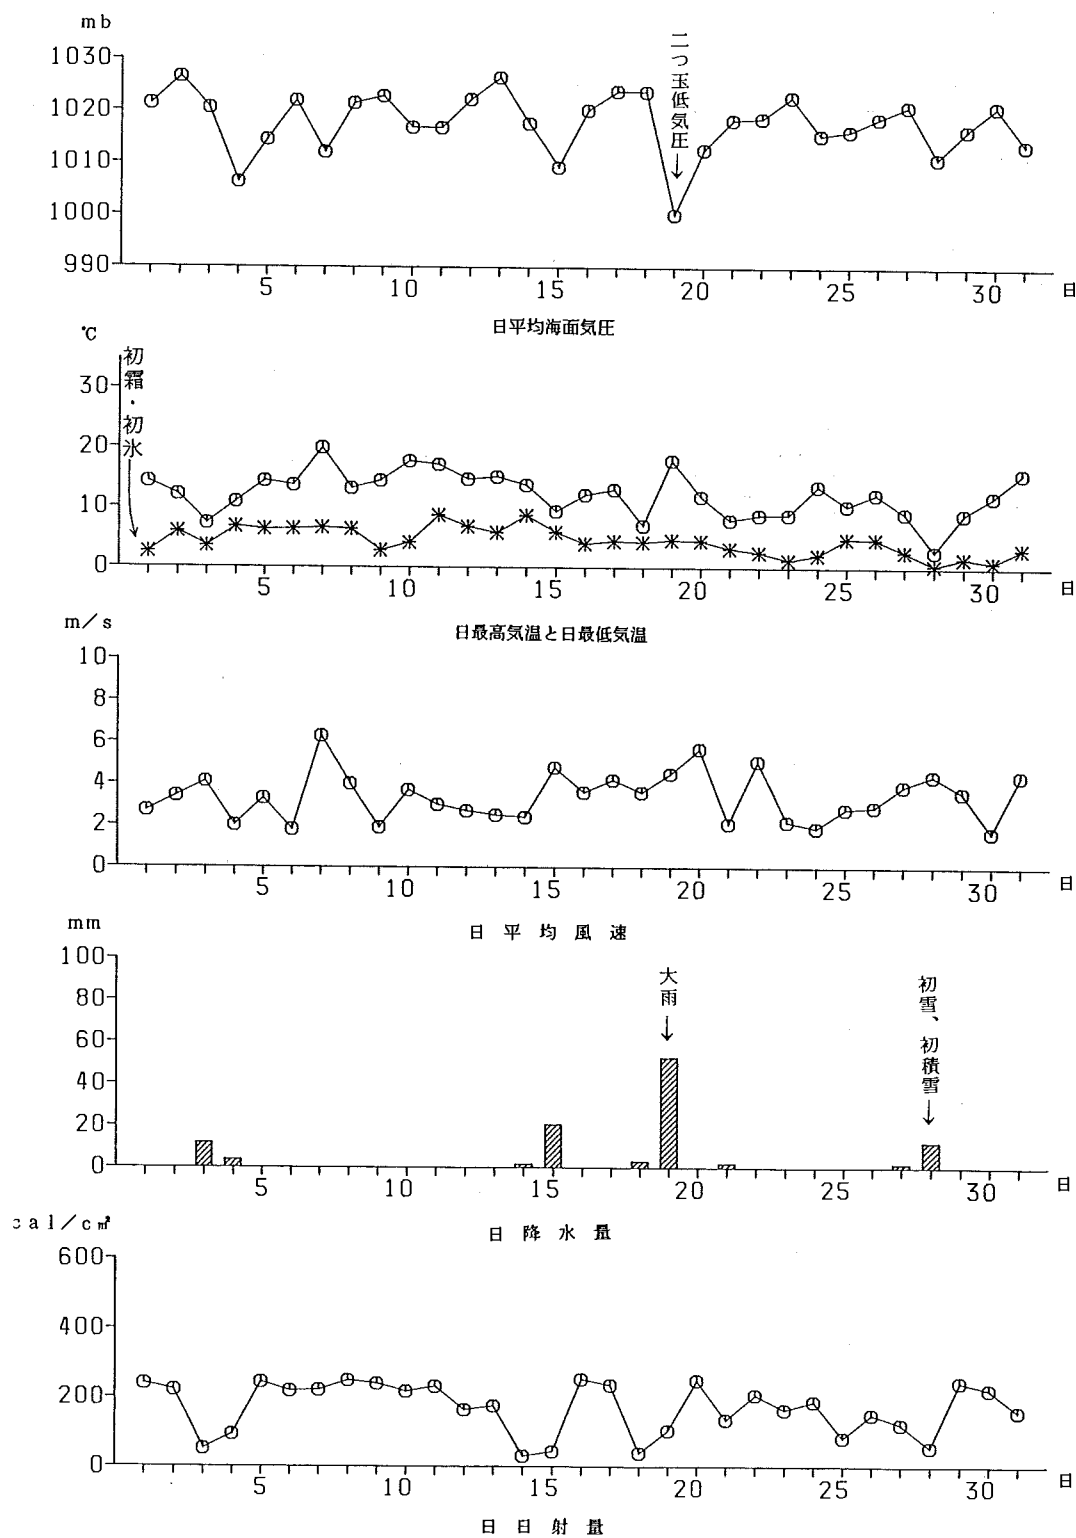 mb
1030
1020
1010
1000
990
二つ玉低気圧
5 10 15 20 25 30 日
日平均海面気圧
℃
初霜・初氷
30
20
10
0
5 10 15 20 25 30 日
日最高気温と日最低気温
m/s
10
8
6
4
2
0
5 10 15 20 25 30 日
日平均風速
mm
100
80
60
40
20
0
大雨
初雪、初積雪
5 10 15 20 25 30 日
日降水量
cal/c㎡
600
400
200
0
5 10 15 20 25 30 日
日日射量